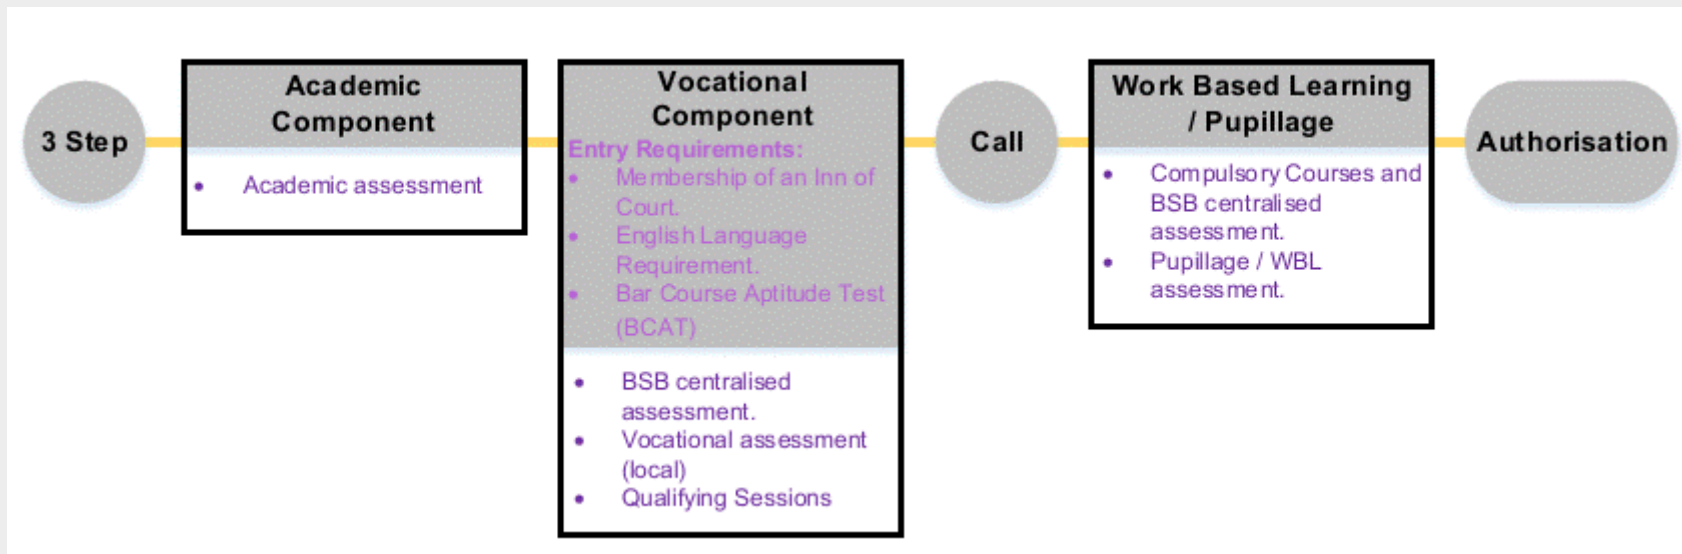 3 Step
Academic
Component
• Academic assessment
Vocational
Component
Entry Requirements:
• Membership of an Inn of
Court.
• English Language
Requirement.
• Bar Course Aptitude Test
(BCAT)
• BSB centralised
assessment.
• Vocational assessment
(local)
• Qualifying Sessions
Call
Work Based Learning
/ Pupillage
• Compulsory Courses and
BSB centralised
assessment.
• Pupillage / WBL
assessment.
Authorisation